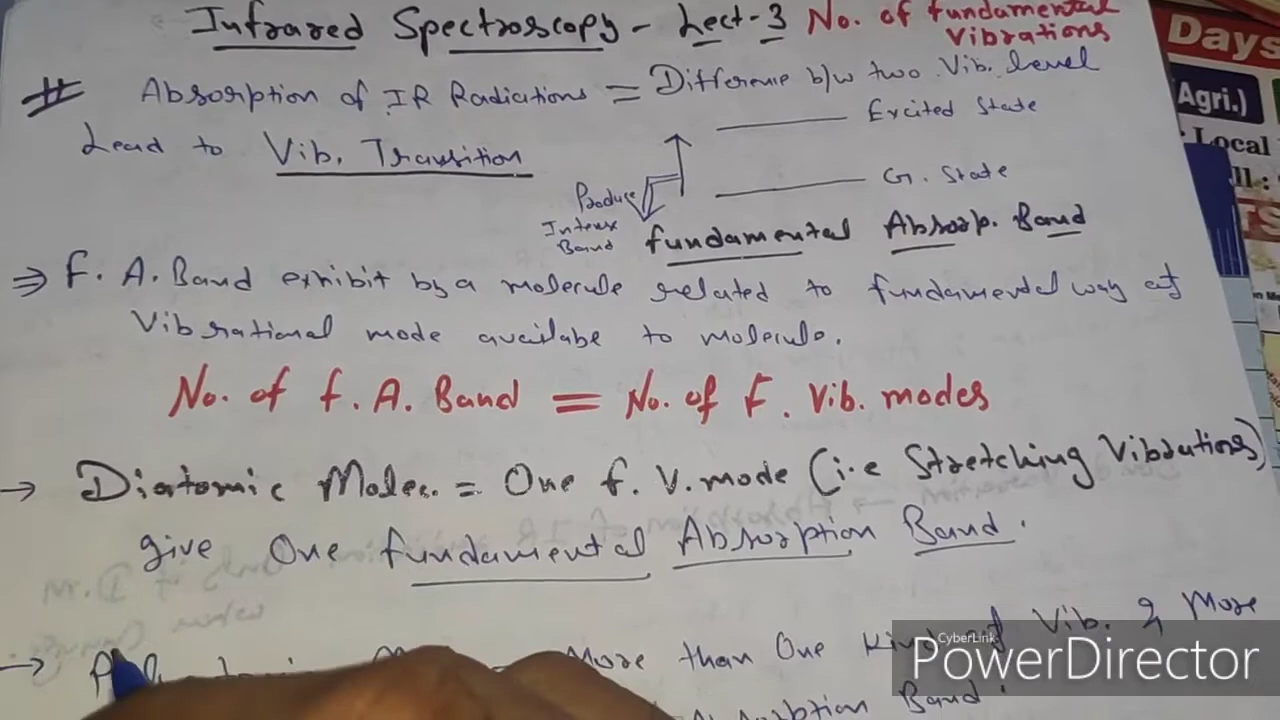 Infrared Spectroscopy - Lect-3 No. of fundamental
Vibrations
# Absorption of IR Radiations = Difference b/w two Vib. level
Lead to Vib. Transition
Excited State
G. State
Produce
Intense
Band
fundamental Absorp. Band
⇒ F. A. Band exhibit by a molecule related to fundamental way of
Vibrational mode availabe to molecule.
No. of f. A. Band = No. of F. Vib. modes
→ Diatomic Molec. = One f. V. mode (i.e Stretching Vibrations)
give One fundamental Absorption Band.
→ More than One Kind of Vib. & More
Absorbtion Band.
Days
Agri.)
Local
CyberLink
PowerDirector